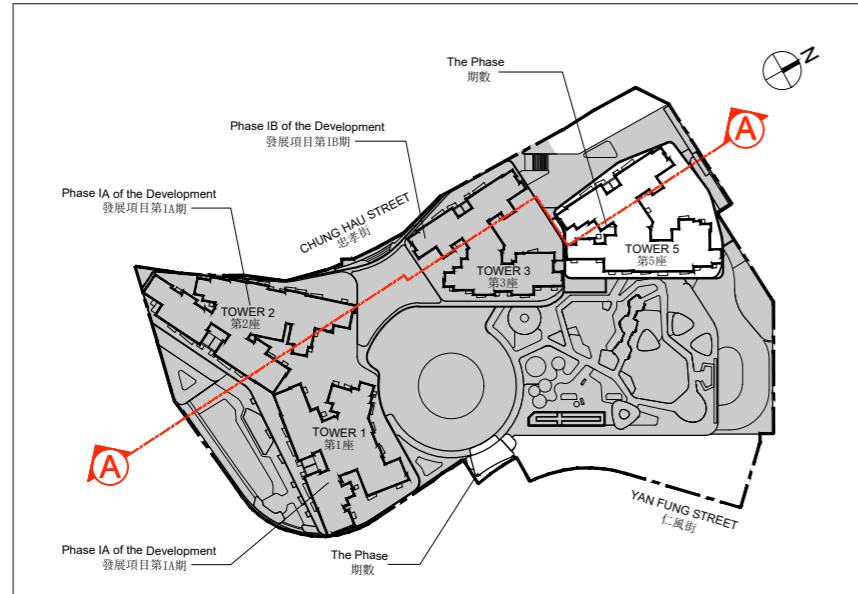 The Phase
期數
N
A
Phase IB of the Development
發展項目第IB期
Phase IA of the Development
發展項目第IA期
CHUNG HAU STREET
忠孝街
TOWER 5
第5座
TOWER 3
第3座
TOWER 2
第2座
TOWER 1
第1座
A
YAN FUNG STREET
仁風街
Phase IA of the Development
發展項目第IA期
The Phase
期數